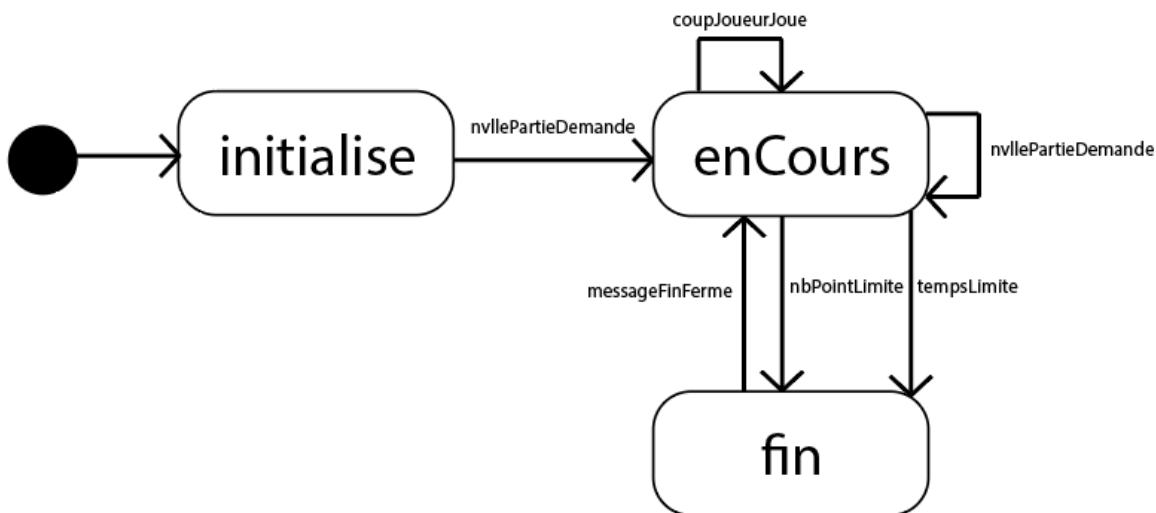 coupJoueurJoue
initialise
nvllePartieDemande
enCours
nvllePartieDemande
messageFinFerme
nbPointLimite
tempsLimite
fin